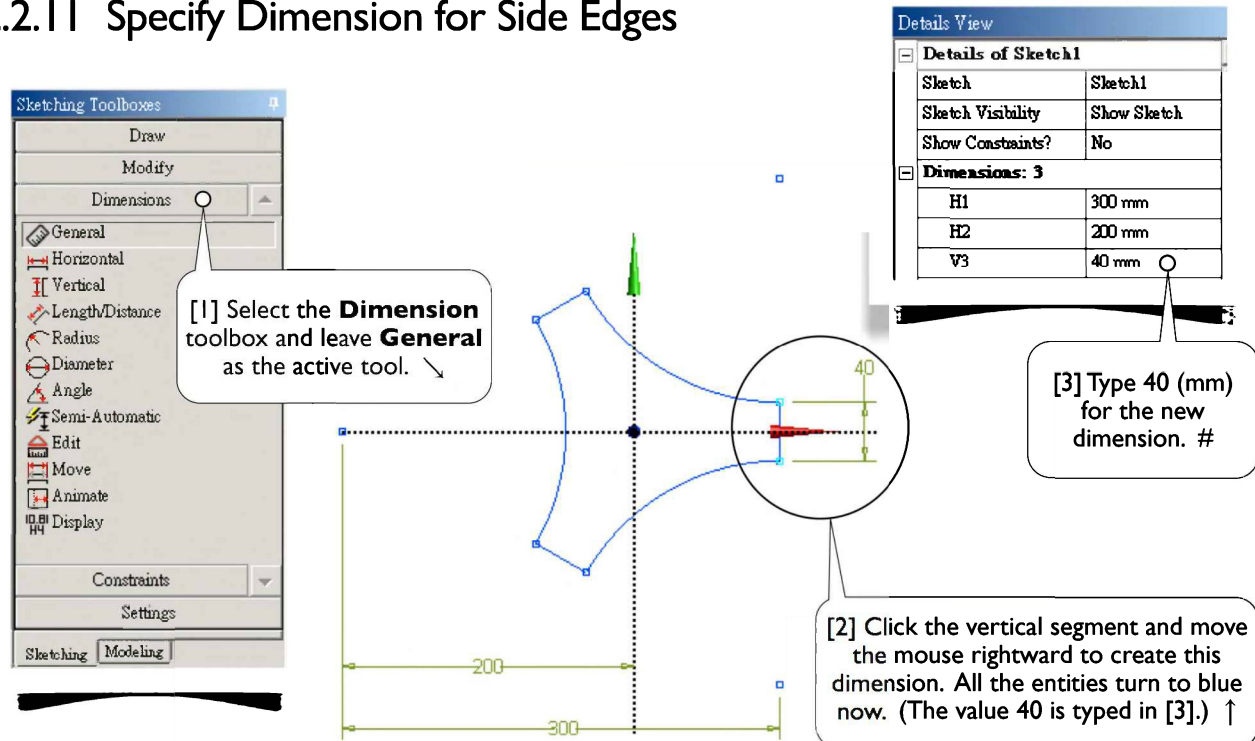 .2.11 Specify Dimension for Side Edges
Sketching Toolboxes
Draw
Modify
Dimensions
General
Horizontal
Vertical
Length/Distance
Radius
Diameter
Angle
Semi-Automatic
Edit
Move
Animate
Display
Constraints
Settings
Sketching Modeling
[1] Select the Dimension
toolbox and leave General
as the active tool. ↘
40
200
300
Details View
Details of Sketch1
Sketch Sketch1
Sketch Visibility Show Sketch
Show Constraints? No
Dimensions: 3
H1 300 mm
H2 200 mm
V3 40 mm
[3] Type 40 (mm)
for the new
dimension. #
[2] Click the vertical segment and move
the mouse rightward to create this
dimension. All the entities turn to blue
now. (The value 40 is typed in [3].) ↑